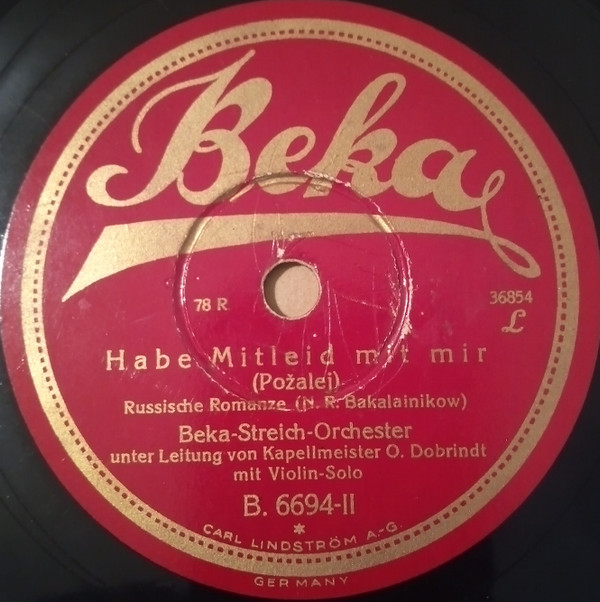 Beka
78 R
36854
L
Habe Mitleid mit mir
(Požalej)
Russische Romanze (N. R. Bakalainikow)
Beka-Streich-Orchester
unter Leitung von Kapellmeister O. Dobrindt
mit Violin-Solo
B. 6694-II
CARL LINDSTRÖM A.-G.
GERMANY